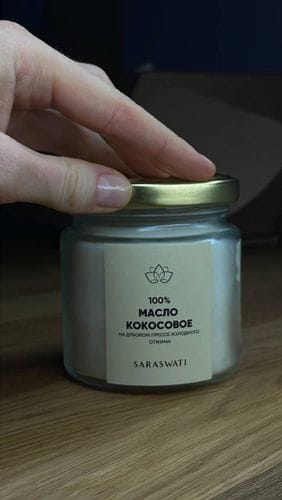 100%
МАСЛО
КОКОСОВОЕ
НА ДУБОВОМ ПРЕССЕ ХОЛОДНОГО
ОТЖИМА
SARASWATI